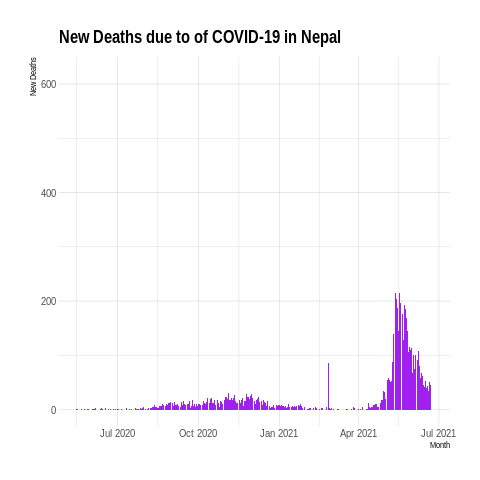 New Deaths due to of COVID-19 in Nepal
New Deaths
600
400
200
0
Jul 2020 Oct 2020 Jan 2021 Apr 2021 Jul 2021
Month